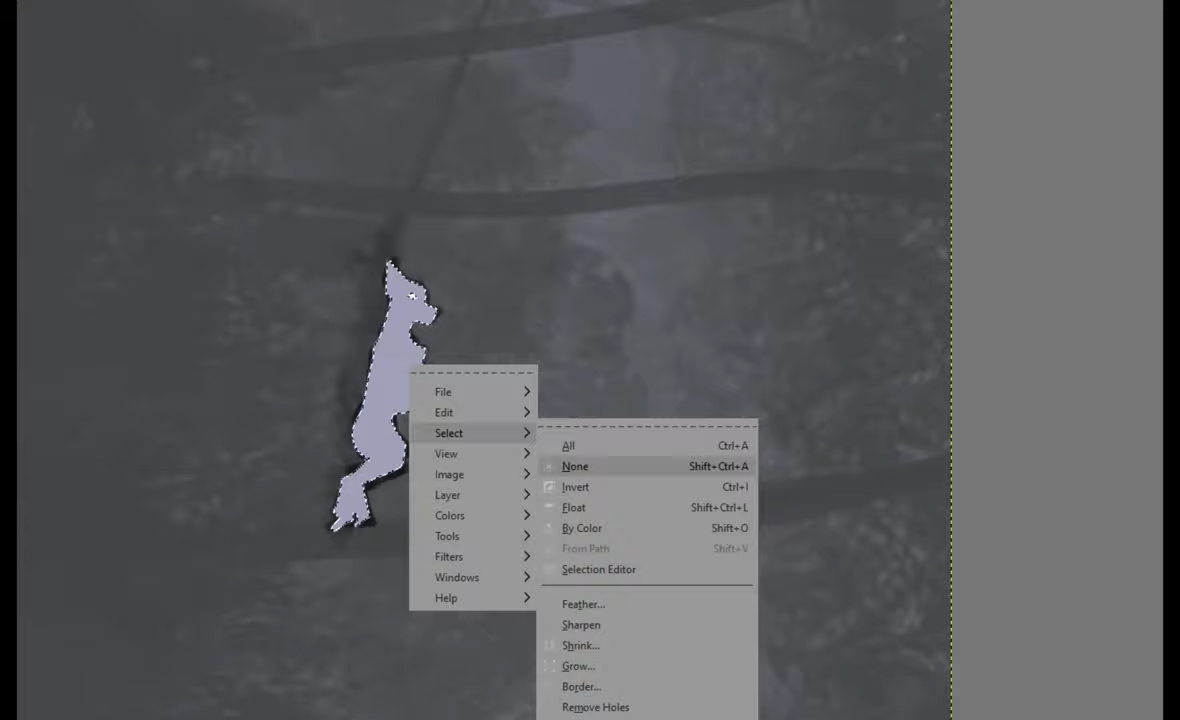 File
Edit
Select
View
Image
Layer
Colors
Tools
Filters
Windows
Help
All Ctrl+A
None Shift+Ctrl+A
Invert Ctrl+I
Float Shift+Ctrl+L
By Color Shift+O
From Path Shift+V
Selection Editor
Feather...
Sharpen
Shrink...
Grow...
Border...
Remove Holes